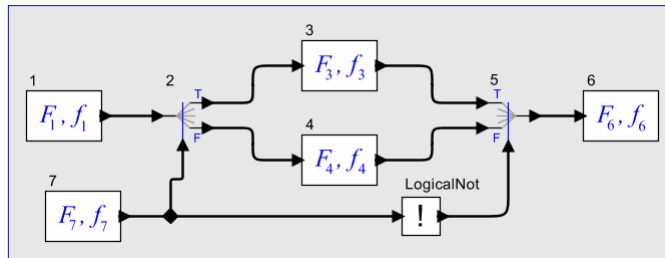 3
F₃, f₃
1
2
T
5
T
6
F₁, f₁
F₆, f₆
F
4
F
F₄, f₄
7
LogicalNot
F₇, f₇
!